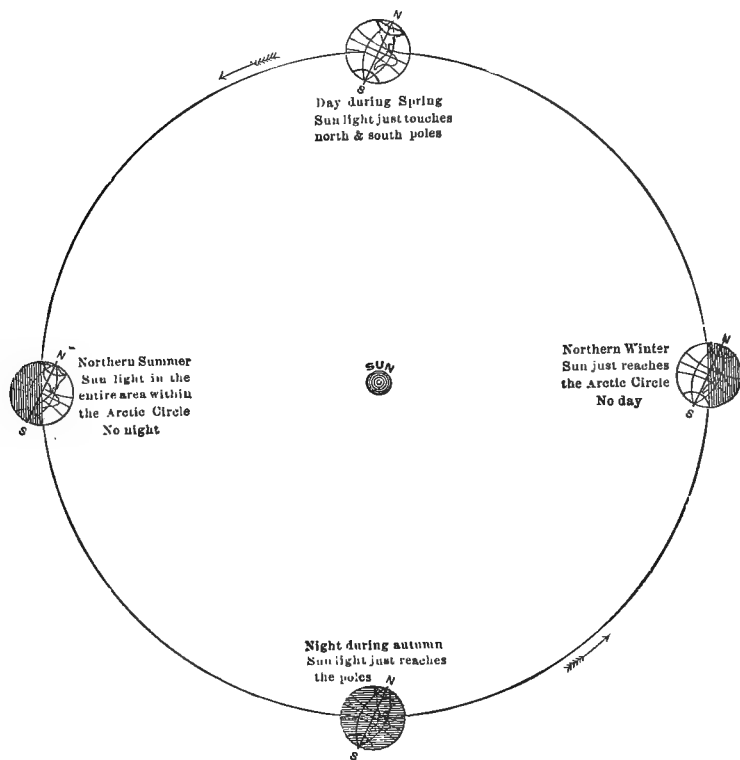 N
S
Day during Spring
Sun light just touches
north & south poles
N
S
Northern Summer
Sun light in the
entire area within
the Arctic Circle
No night
SUN
Northern Winter
Sun just reaches
the Arctic Circle
No day
N
S
Night during autumn
Sun light just reaches
the poles
N
S